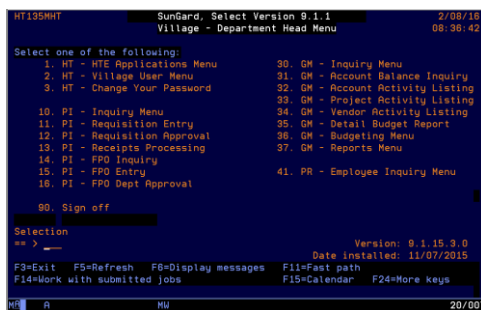 HT135MHT SunGard, Select Version 9.1.1 2/08/16
Village - Department Head Menu 08:36:42
Select one of the following:
1. HT - HTE Applications Menu 30. GM - Inquiry Menu
2. HT - Village User Menu 31. GM - Account Balance Inquiry
3. HT - Change Your Password 32. GM - Account Activity Listing
33. GM - Project Activity Listing
10. PI - Inquiry Menu 34. GM - Vendor Activity Listing
11. PI - Requisition Entry 35. GM - Detail Budget Report
12. PI - Requisition Approval 36. GM - Budgeting Menu
13. PI - Receipts Processing 37. GM - Reports Menu
14. PI - FPO Inquiry
15. PI - FPO Entry 41. PR - Employee Inquiry Menu
16. PI - FPO Dept Approval
90. Sign off
Selection
== > __ Version: 9.1.15.3.0
Date installed: 11/07/2015
F3=Exit F5=Refresh F6=Display messages F11=Fast path
F14=Work with submitted jobs F15=Calendar F24=More keys
MA A MW 20/00